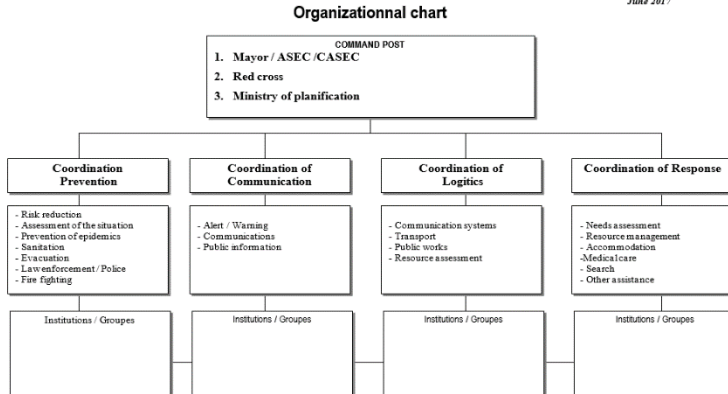 June 2017
Organizationnal chart
COMMAND POST
1. Mayor / ASEC /CASEC
2. Red cross
3. Ministry of planification
Coordination
Prevention
- Risk reduction
- Assessment of the situation
- Prevention of epidemics
- Sanitation
- Evacuation
- Law enforcement / Police
- Fire fighting
Institutions / Groupes
Coordination of
Communication
- Alert / Warning
- Communications
- Public information
Institutions / Groupes
Coordination of
Logitics
- Communication systems
- Transport
- Public works
- Resource assessment
Institutions / Groupes
Coordination of Response
- Needs assessment
- Resource management
- Accommodation
-Medical care
- Search
- Other assistance
Institutions / Groupes